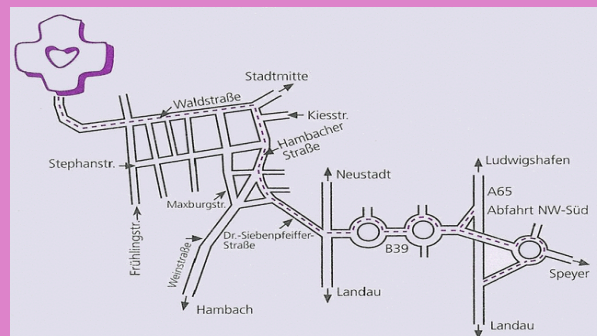 Stadtmitte
Waldstraße
Kiesstr.
Hambacher
Straße
Stephanstr.
Ludwigshafen
Neustadt
A65
Maxburgstr.
Abfahrt NW-Süd
Frühlingstr.
Dr.-Siebenpfeiffer-
Straße
Weinstraße
B39
Speyer
Landau
Hambach
Landau